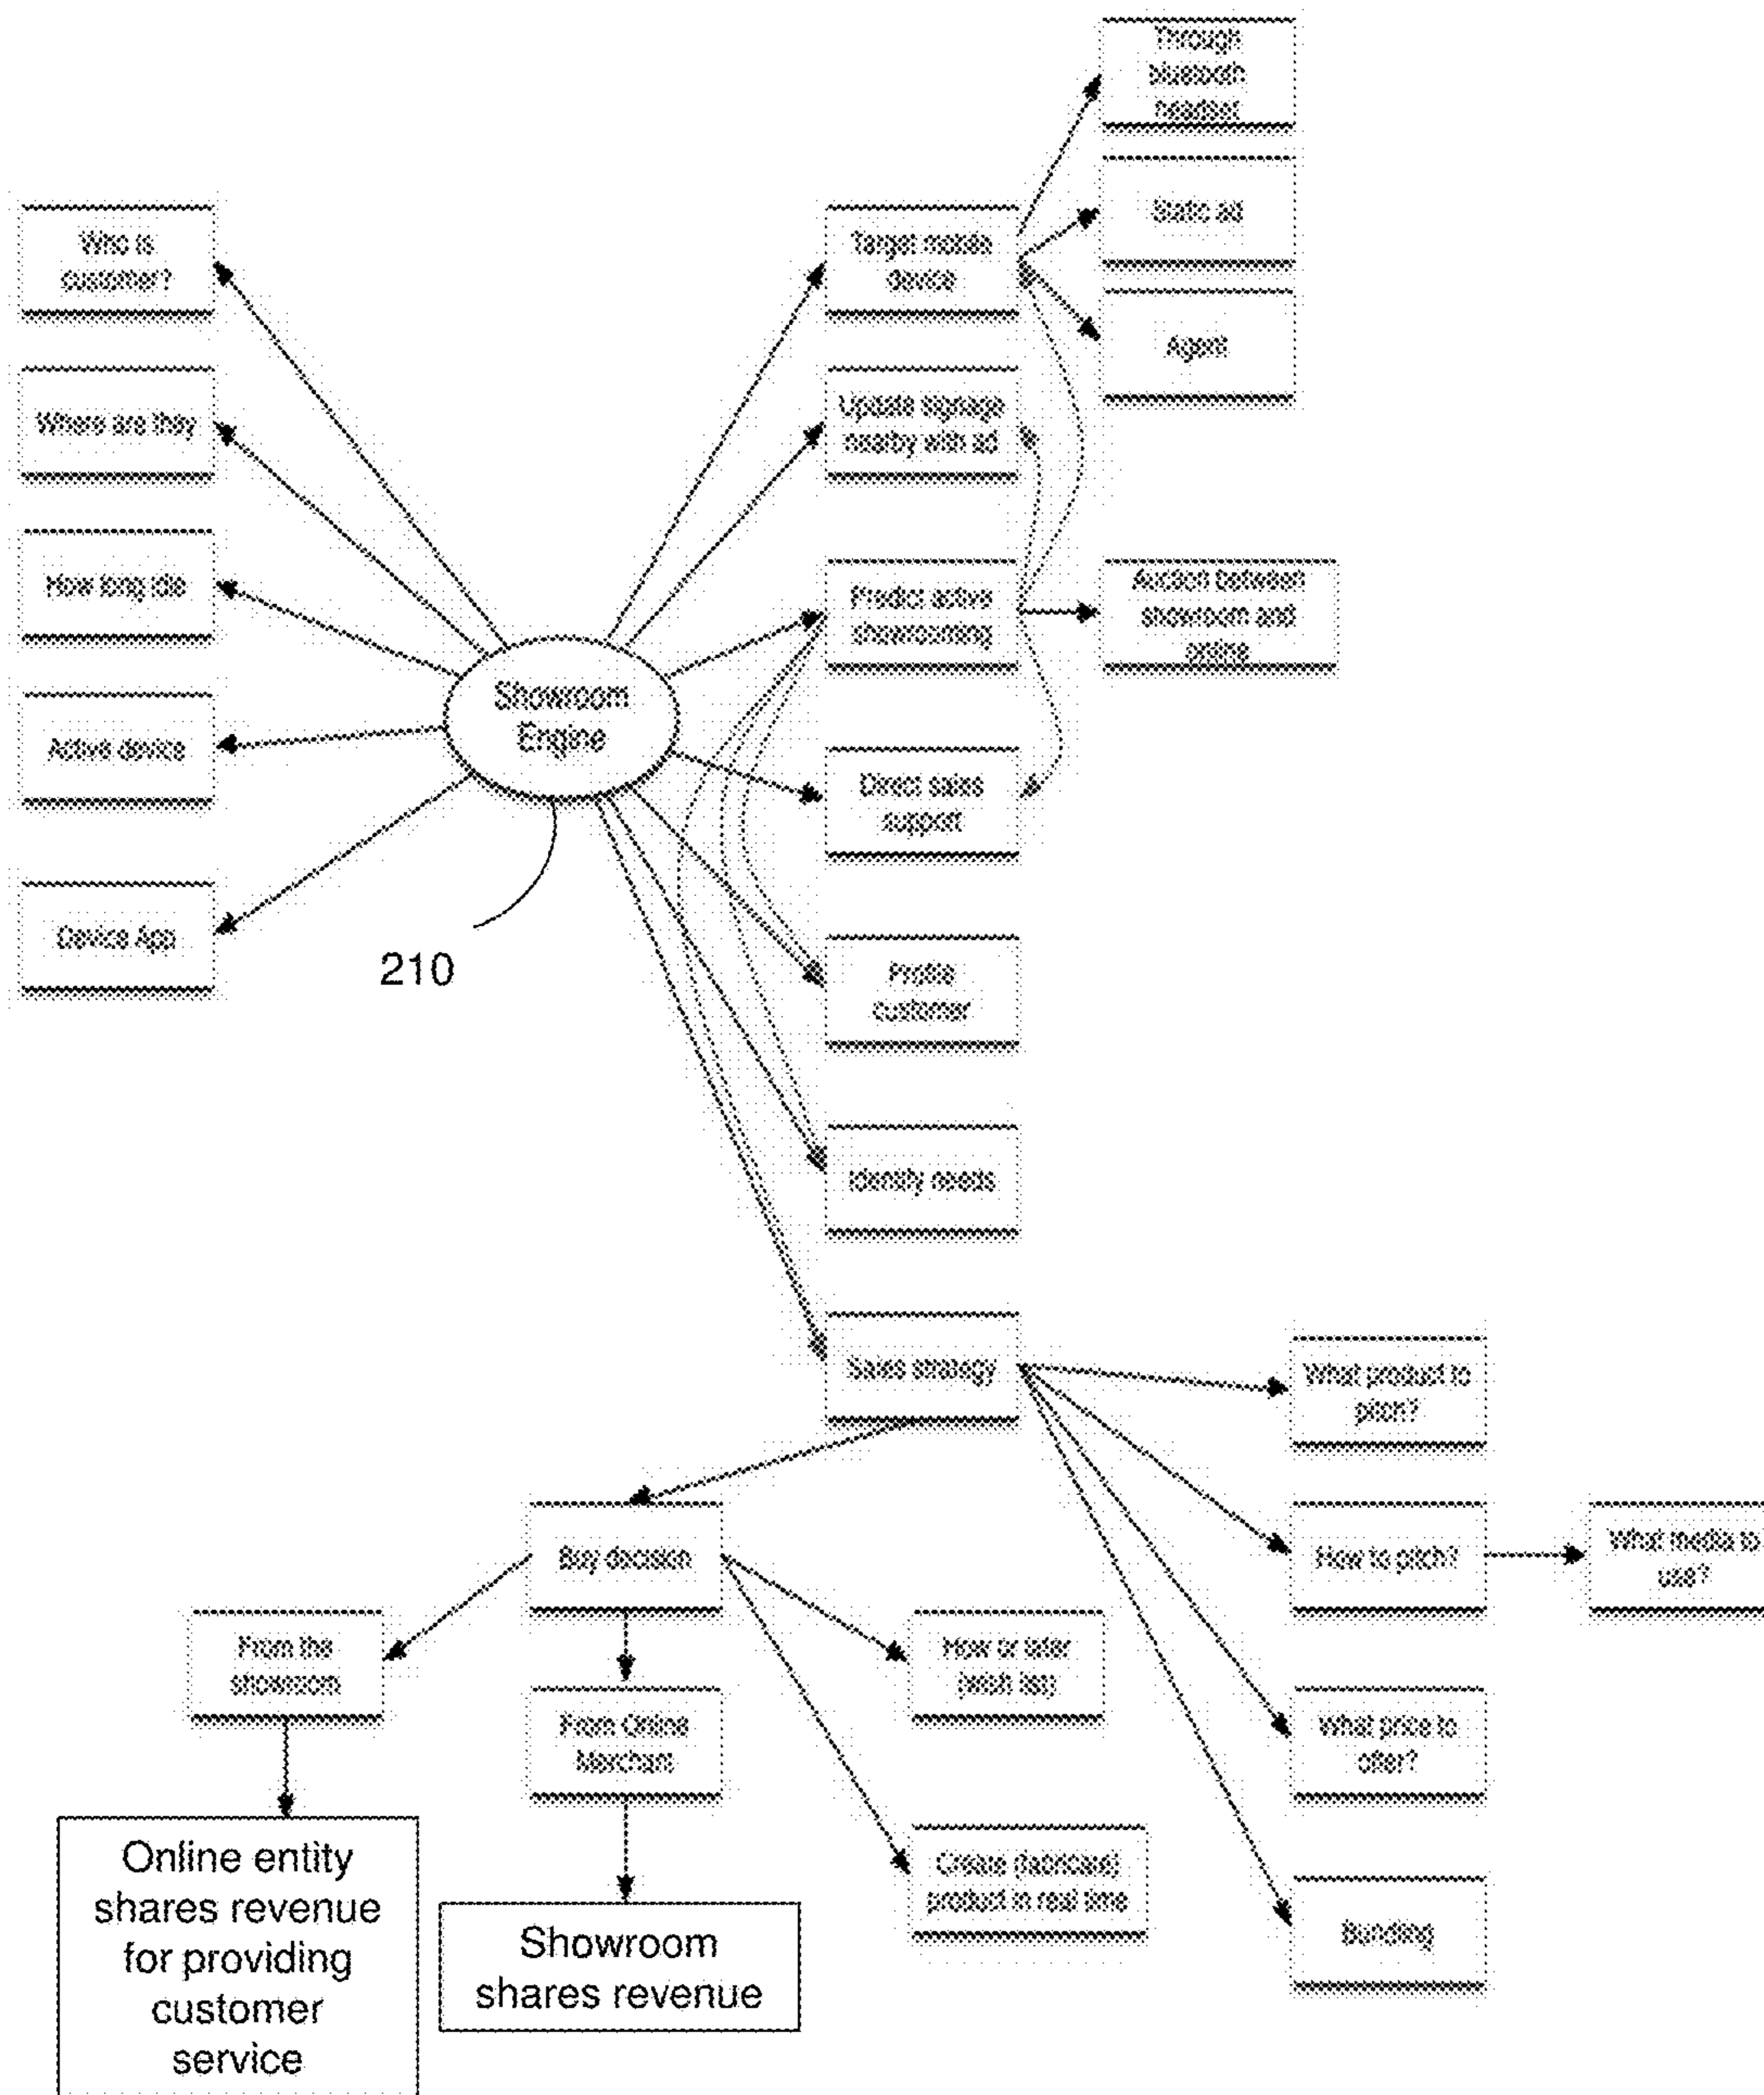 Through
bluetooth
headset
Static ad
Agent
Who is
customer?
Target mobile
device
Where are they
Update signage
nearby with ad
How long idle
Predict active
showrooming
Auction between
showroom and
online
Showroom
Engine
Active device
Direct sales
support
Device App
210
Profile
customer
Identify needs
Sales strategy
What product to
pitch?
Buy decision
How to pitch?
What media to
use?
From the
showroom
From Online
Merchant
or later
(wish list)
What price to
offer?
Create (fabricate)
product in real time
Bundling
Online entity
shares revenue
for providing
customer
service
Showroom
shares revenue